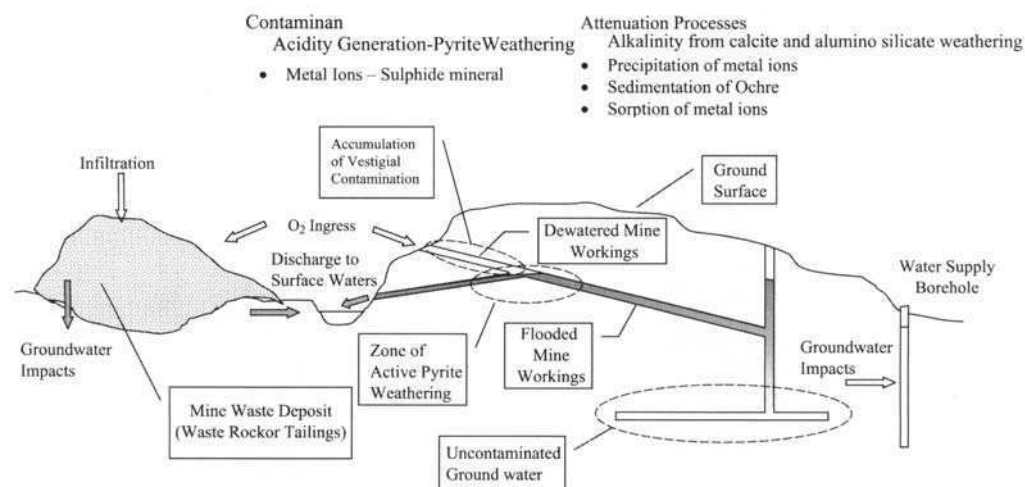 Contaminan
Acidity Generation-PyriteWeathering
• Metal Ions – Sulphide mineral
Attenuation Processes
Alkalinity from calcite and alumino silicate weathering
• Precipitation of metal ions
• Sedimentation of Ochre
• Sorption of metal ions
Infiltration
Accumulation
of Vestigial
Contamination
Ground
Surface
O₂ Ingress
Dewatered Mine
Workings
Discharge to
Surface Waters
Water Supply
Borehole
Groundwater
Impacts
Zone of
Active Pyrite
Weathering
Flooded
Mine
Workings
Groundwater
Impacts
Mine Waste Deposit
(Waste Rockor Tailings)
Uncontaminated
Ground water